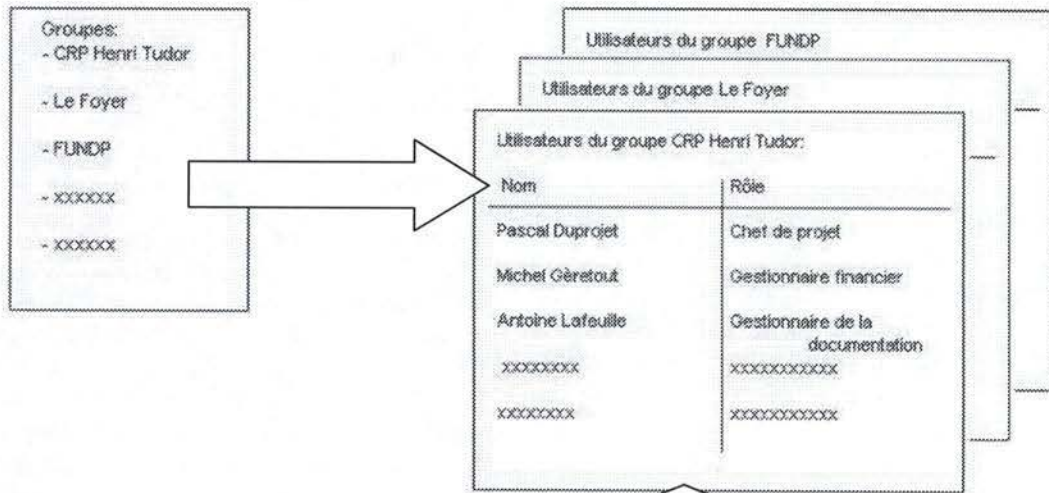 Groupes:
- CRP Henri Tudor
- Le Foyer
- FUNDP
- xxxxxx
- xxxxxx
Utilisateurs du groupe FUNDP
Utilisateurs du groupe Le Foyer
Utilisateurs du groupe CRP Henri Tudor:
Nom Rôle
Pascal Duprojet Chef de projet
Michel Gèretout Gestionnaire financier
Antoine Lafeuille Gestionnaire de la
documentation
xxxxxxxx xxxxxxxxxxx
xxxxxxxx xxxxxxxxxxx